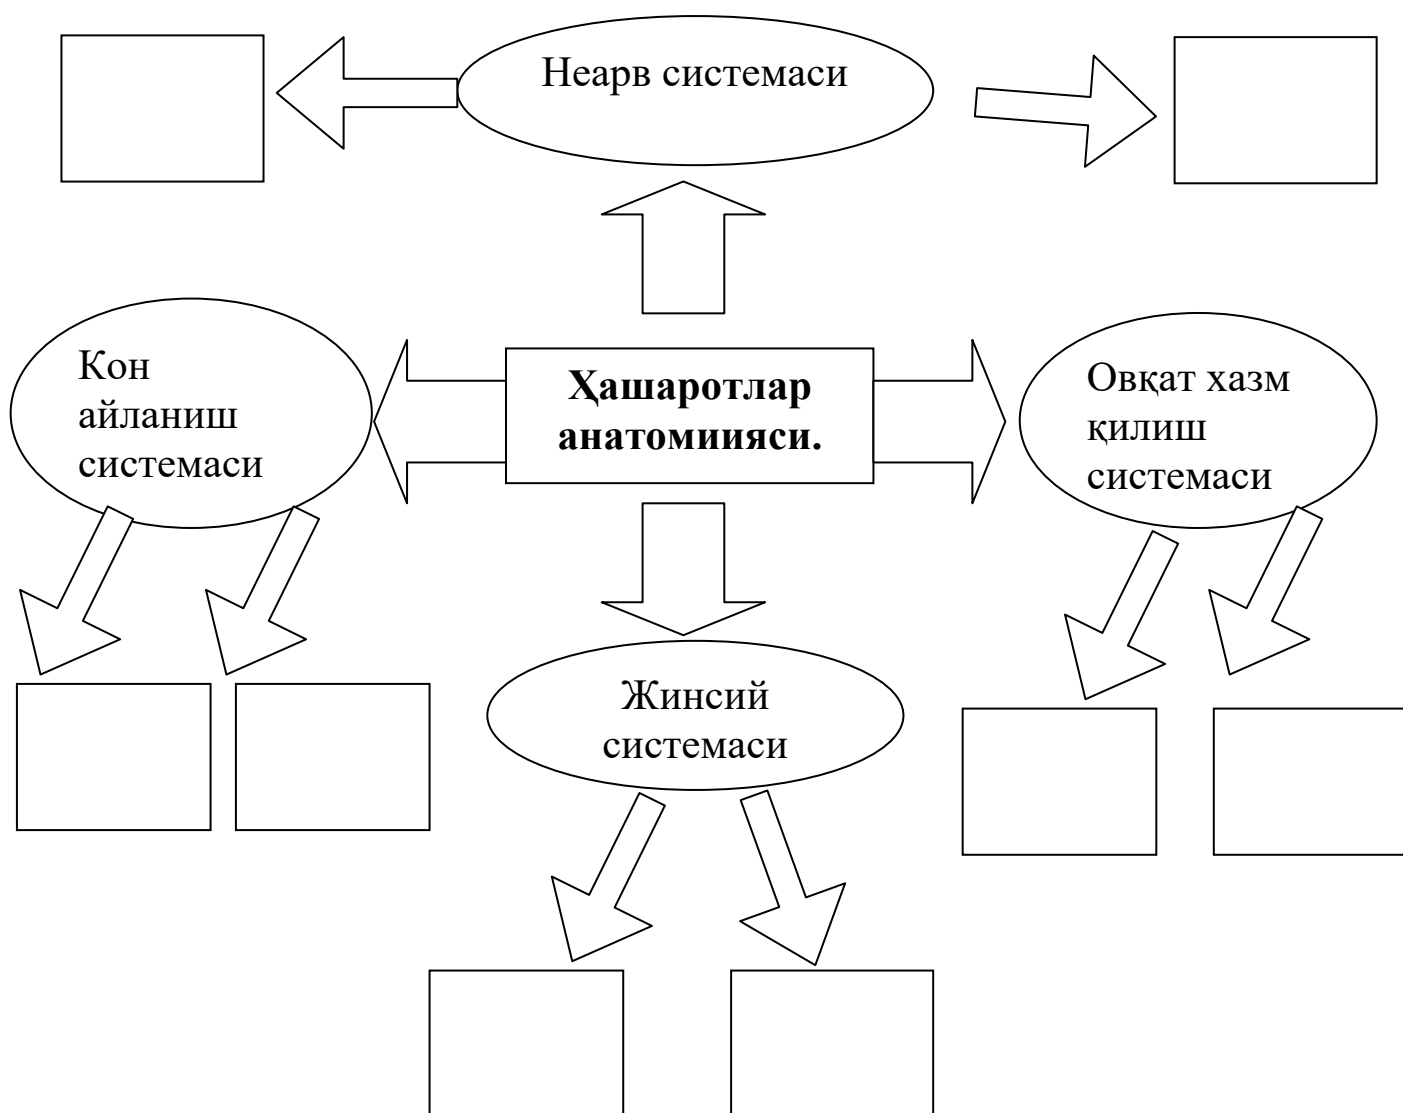 Неарв системаси
Кон
айланиш
системаси
Ҳашаротлар
анатомиияси.
Овқат хазм
қилиш
системаси
Жинсий
системаси